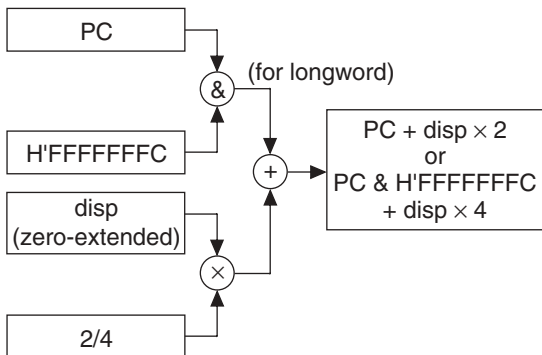 PC
&
(for longword)
H'FFFFFFFC
+
PC + disp × 2
or
PC & H'FFFFFFFC
+ disp × 4
disp
(zero-extended)
×
2/4